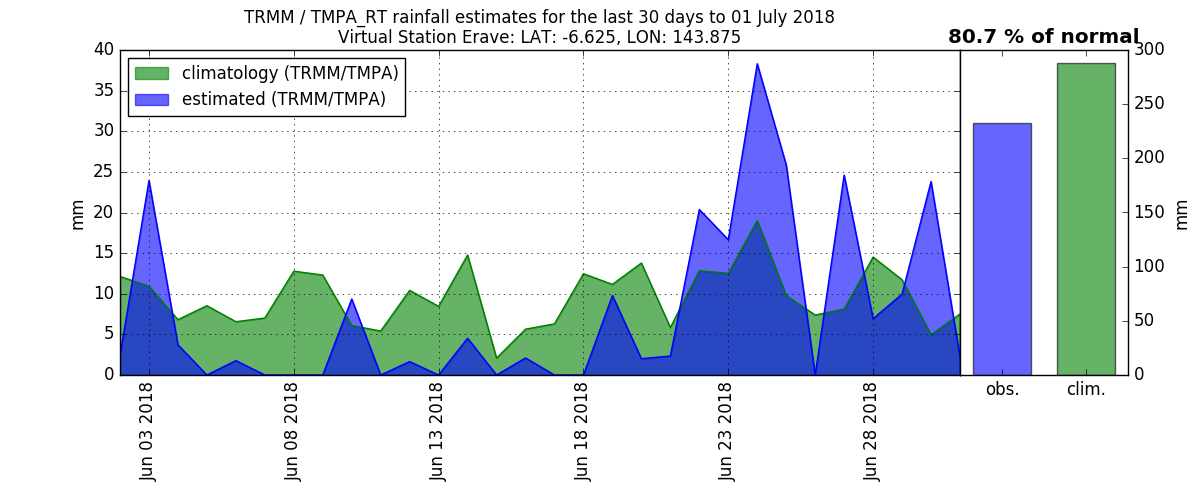 TRMM / TMPA_RT rainfall estimates for the last 30 days to 01 July 2018
Virtual Station Erave: LAT: -6.625, LON: 143.875
80.7 % of normal
climatology (TRMM/TMPA)
estimated (TRMM/TMPA)
mm
40
35
30
25
20
15
10
5
0
Jun 03 2018
Jun 08 2018
Jun 13 2018
Jun 18 2018
Jun 23 2018
Jun 28 2018
obs.
clim.
300
250
200
150
100
50
0
mm